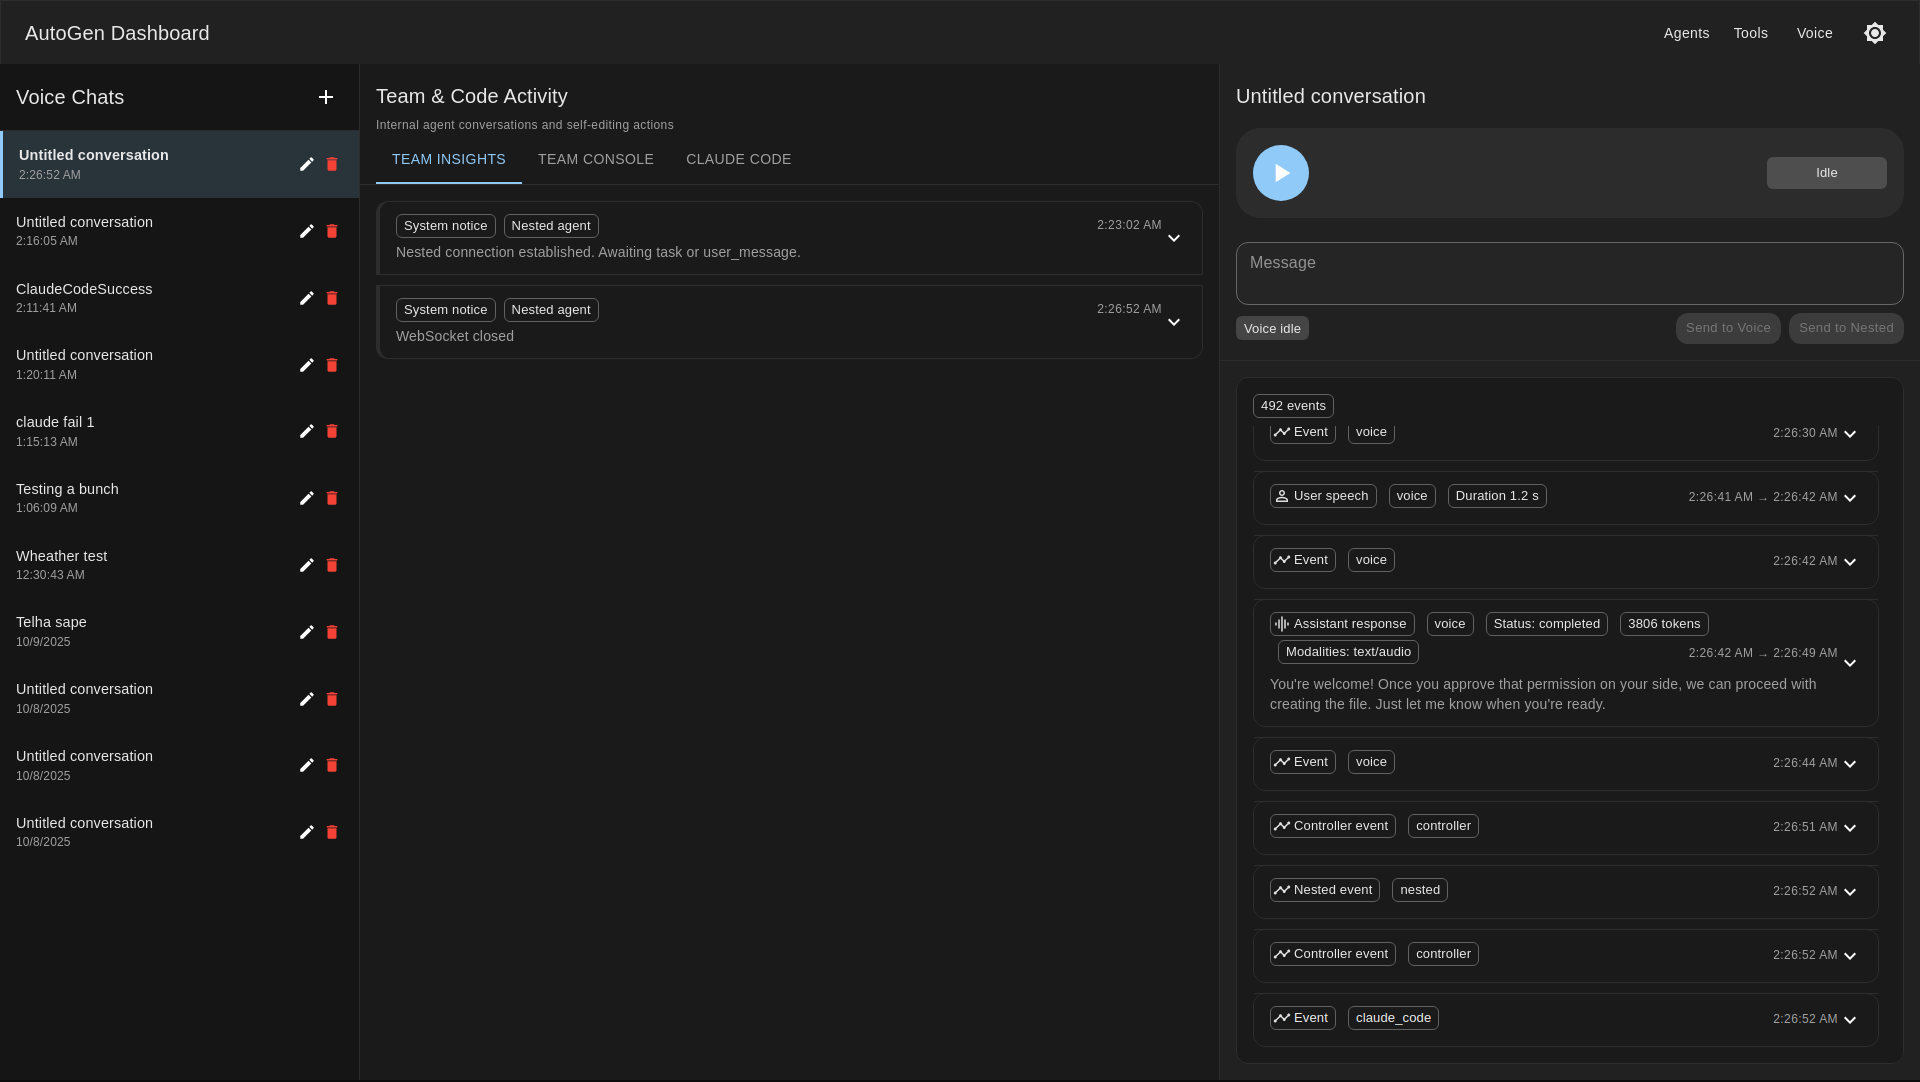 AutoGen Dashboard
Agents Tools Voice
Voice Chats
Untitled conversation
2:26:52 AM
Untitled conversation
2:16:05 AM
ClaudeCodeSuccess
2:11:41 AM
Untitled conversation
1:20:11 AM
claude fail 1
1:15:13 AM
Testing a bunch
1:06:09 AM
Wheather test
12:30:43 AM
Telha sape
10/9/2025
Untitled conversation
10/8/2025
Untitled conversation
10/8/2025
Untitled conversation
10/8/2025
Team & Code Activity
Internal agent conversations and self-editing actions
TEAM INSIGHTS TEAM CONSOLE CLAUDE CODE
System notice Nested agent 2:23:02 AM
Nested connection established. Awaiting task or user_message.
System notice Nested agent 2:26:52 AM
WebSocket closed
Untitled conversation
Idle
Message
Voice idle Send to Voice Send to Nested
492 events
Event voice 2:26:30 AM
User speech voice Duration 1.2 s 2:26:41 AM → 2:26:42 AM
Event voice 2:26:42 AM
Assistant response voice Status: completed 3806 tokens
Modalities: text/audio 2:26:42 AM → 2:26:49 AM
You're welcome! Once you approve that permission on your side, we can proceed with
creating the file. Just let me know when you're ready.
Event voice 2:26:44 AM
Controller event controller 2:26:51 AM
Nested event nested 2:26:52 AM
Controller event controller 2:26:52 AM
Event claude_code 2:26:52 AM